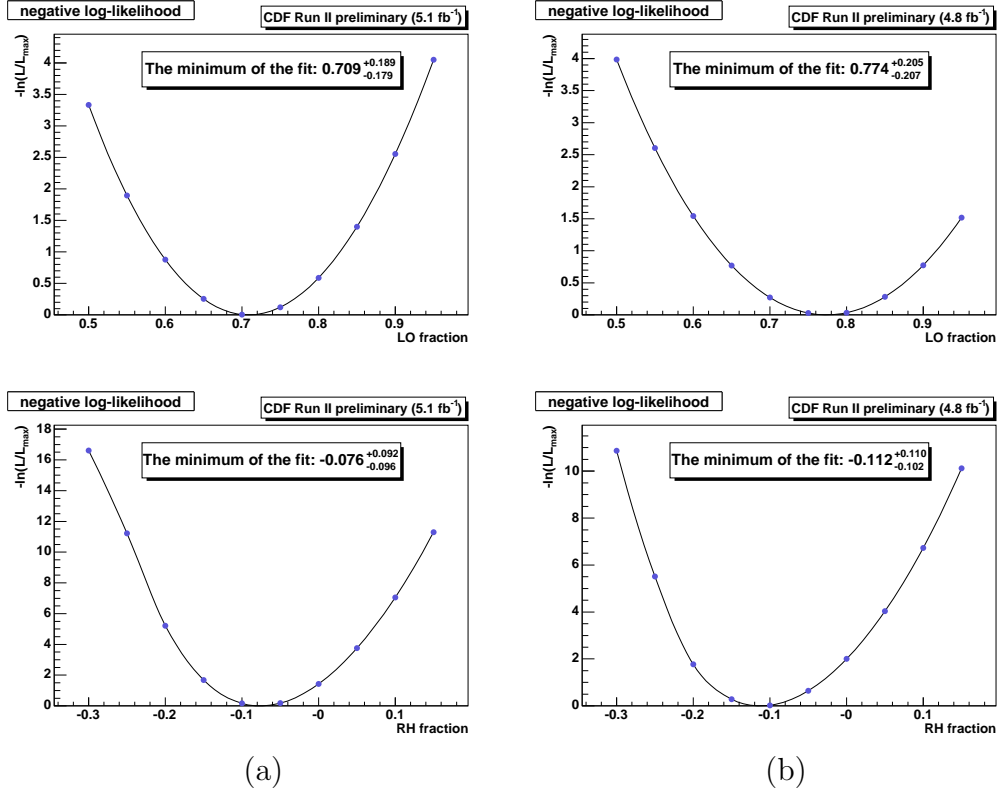 negative log-likelihood
CDF Run II preliminary (5.1 fb⁻¹)
-ln(L/Lₘₐₓ)
The minimum of the fit: 0.709 +0.189 -0.179
4
3.5
3
2.5
2
1.5
1
0.5
0
0.5 0.6 0.7 0.8 0.9
LO fraction
negative log-likelihood
CDF Run II preliminary (4.8 fb⁻¹)
-ln(L/Lₘₐₓ)
The minimum of the fit: 0.774 +0.205 -0.207
4
3.5
3
2.5
2
1.5
1
0.5
0
0.5 0.6 0.7 0.8 0.9
LO fraction
negative log-likelihood
CDF Run II preliminary (5.1 fb⁻¹)
-ln(L/Lₘₐₓ)
The minimum of the fit: -0.076 +0.092 -0.096
18
16
14
12
10
8
6
4
2
0
-0.3 -0.2 -0.1 -0 0.1
RH fraction
(a)
negative log-likelihood
CDF Run II preliminary (4.8 fb⁻¹)
-ln(L/Lₘₐₓ)
The minimum of the fit: -0.112 +0.110 -0.102
10
8
6
4
2
0
-0.3 -0.2 -0.1 -0 0.1
RH fraction
(b)